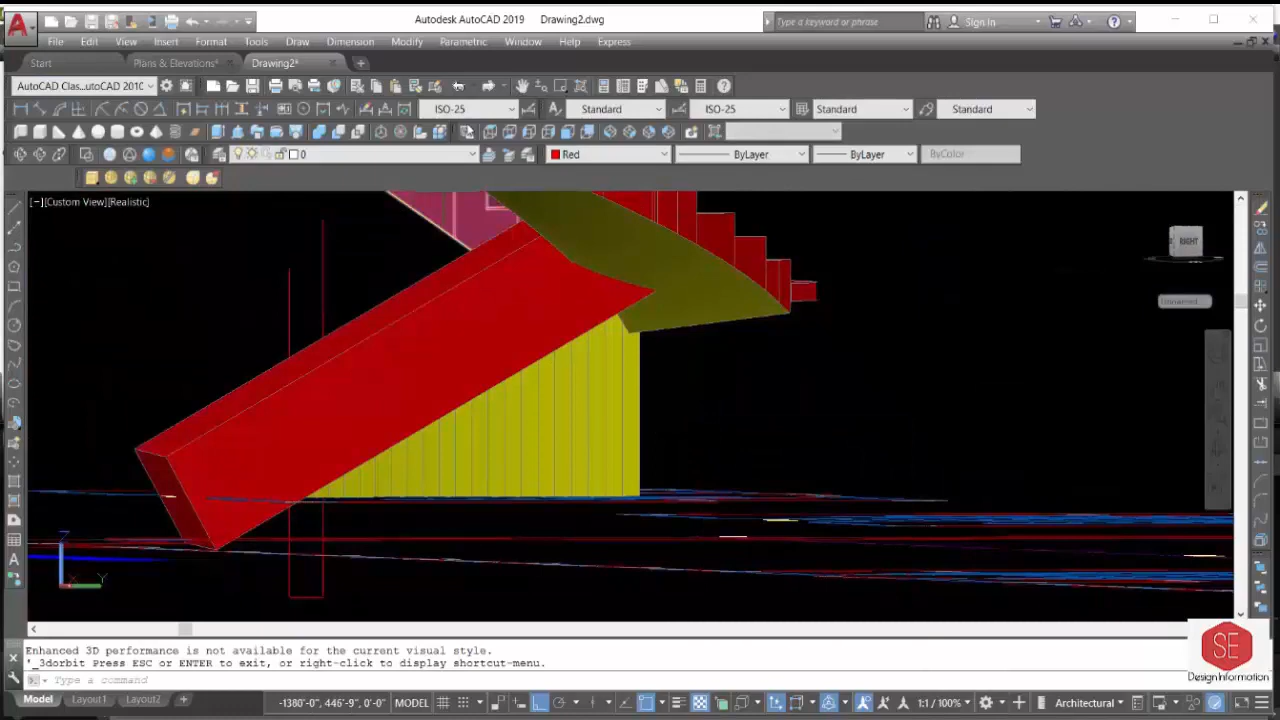 Autodesk AutoCAD 2019 Drawing2.dwg
Type a keyword or phrase
Sign In
File Edit View Insert Format Tools Draw Dimension Modify Parametric Window Help Express
Start Plans & Elevations* Drawing2*
AutoCAD Clas...utoCAD 2010
ISO-25 Standard ISO-25 Standard Standard
0 Red ByLayer ByLayer ByColor
[−][Custom View][Realistic]
RIGHT
Unnamed
Z
X Y
Enhanced 3D performance is not available for the current visual style.
'_3dorbit Press ESC or ENTER to exit, or right-click to display shortcut-menu.
Type a command
SE
Design Information
Model Layout1 Layout2 + -1380'-0", 446'-9", 0'-0" MODEL 1:1 / 100% Architectural